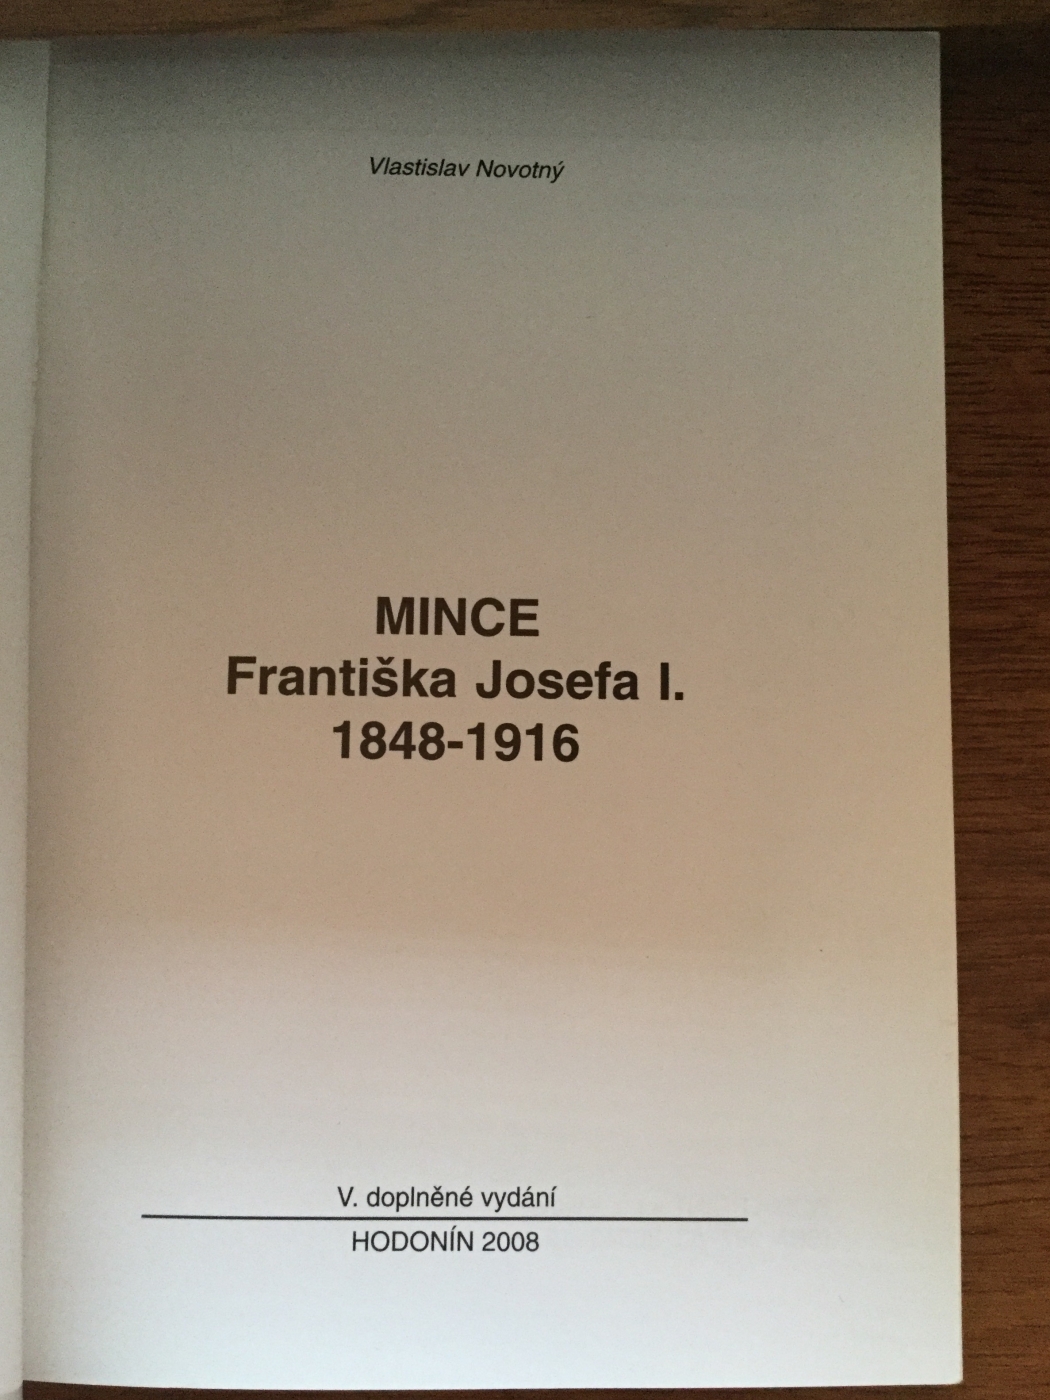 Vlastislav Novotný
MINCE
Františka Josefa I.
1848-1916
V. doplněné vydání
HODONÍN 2008